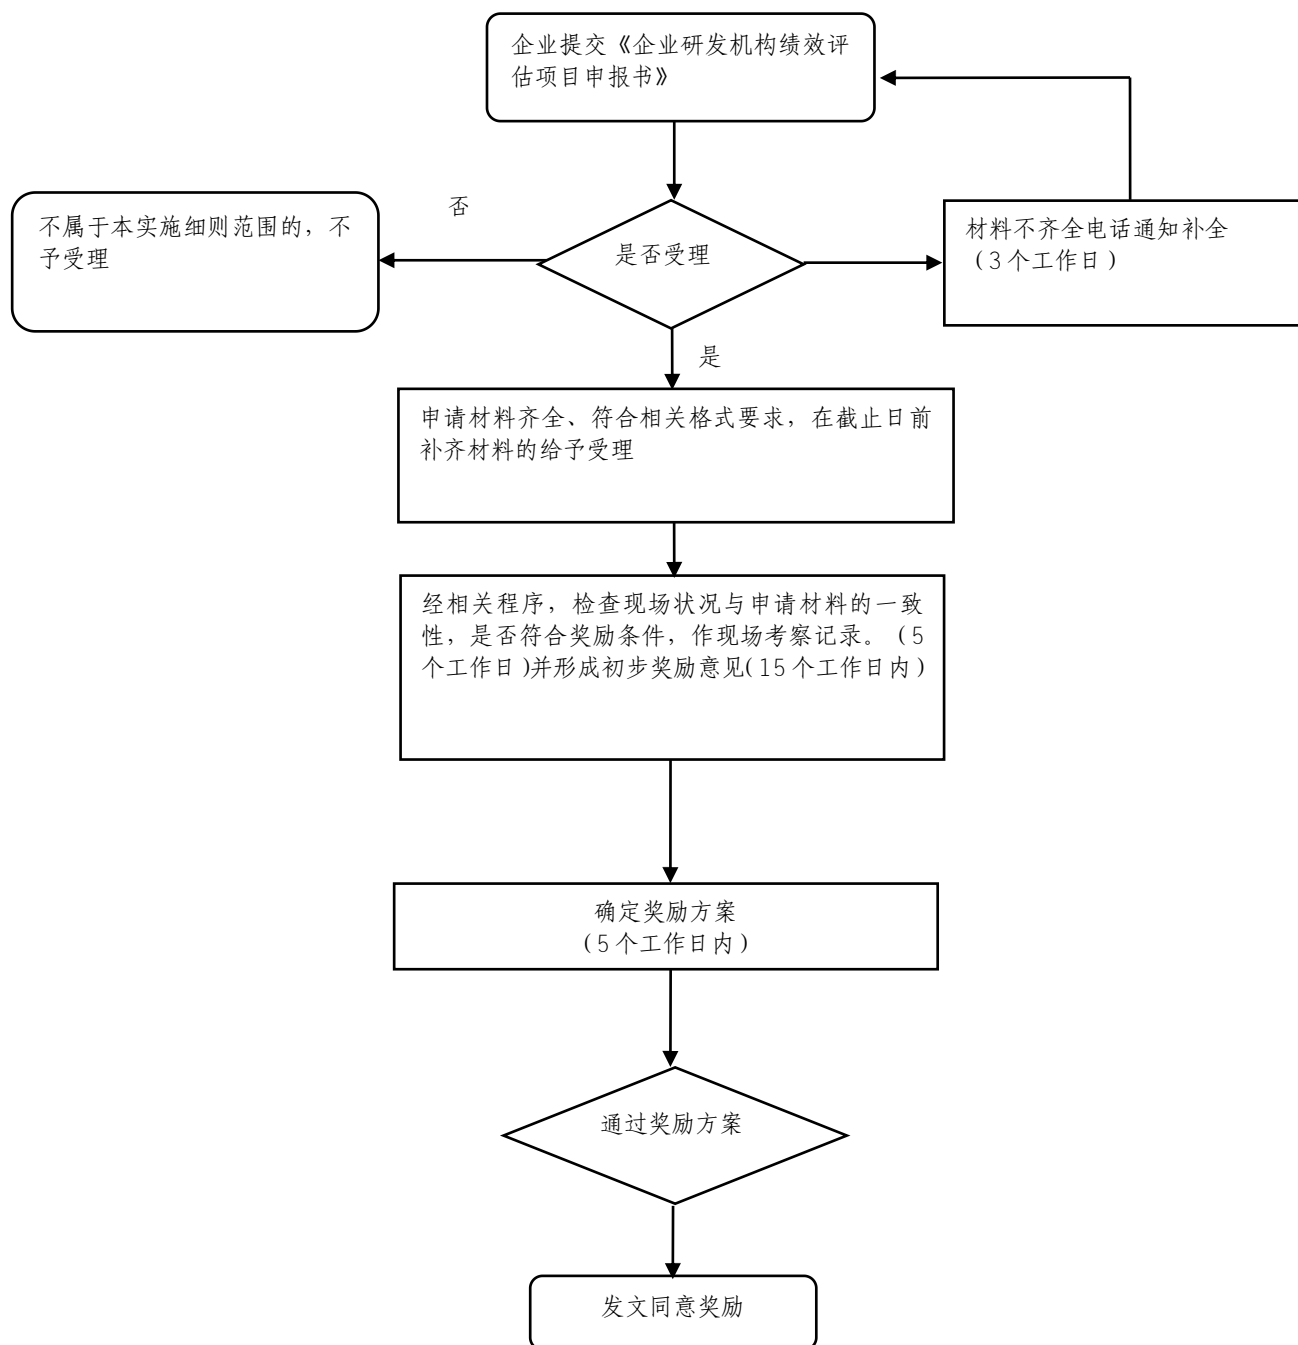 企业提交《企业研发机构绩效评
估项目申报书》
否
不属于本实施细则范围的，不
予受理
是否受理
材料不齐全电话通知补全
（3个工作日）
是
申请材料齐全、符合相关格式要求，在截止日前
补齐材料的给予受理
经相关程序，检查现场状况与申请材料的一致
性，是否符合奖励条件，作现场考察记录。（5
个工作日）并形成初步奖励意见（15个工作日内）
确定奖励方案
（5个工作日内）
通过奖励方案
发文同意奖励